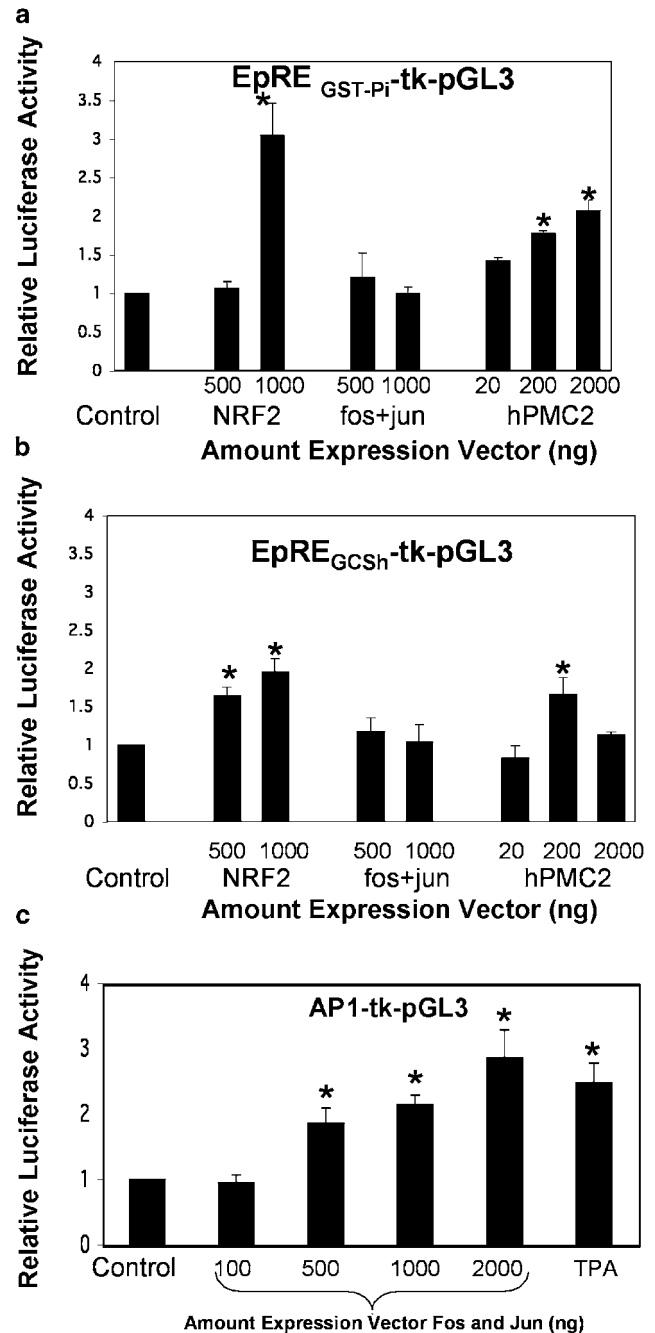 a
EpRE GST-Pi-tk-pGL3
Relative Luciferase Activity
4
3.5
3
2.5
2
1.5
1
0.5
0
*
*
*
500 1000 500 1000 20 200 2000
Control NRF2 fos+jun hPMC2
Amount Expression Vector (ng)
b
EpREGCSh-tk-pGL3
Relative Luciferase Activity
4
3.5
3
2.5
2
1.5
1
0.5
0
*
*
*
500 1000 500 1000 20 200 2000
Control NRF2 fos+jun hPMC2
Amount Expression Vector (ng)
c
AP1-tk-pGL3
Relative Luciferase Activity
4
3
2
1
0
*
*
*
*
Control 100 500 1000 2000 TPA
Amount Expression Vector Fos and Jun (ng)